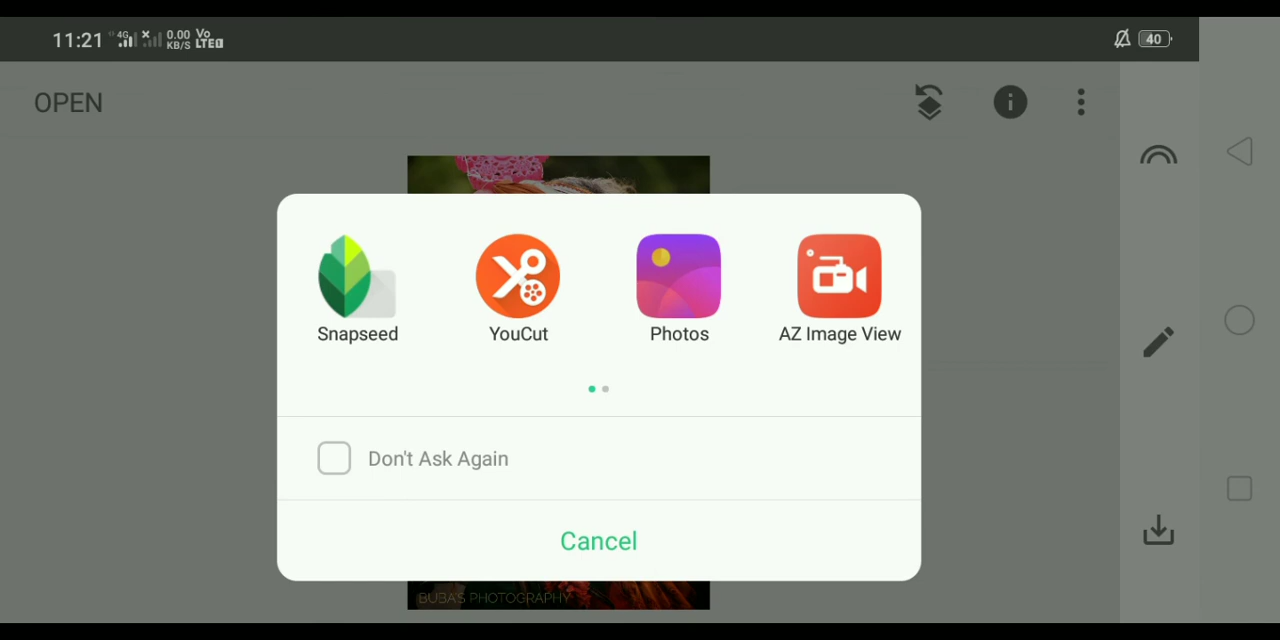 11:21 4G 0.00 KB/S Vo LTE 40
OPEN
Snapseed YouCut Photos AZ Image View
Don't Ask Again
Cancel
BUBA'S PHOTOGRAPHY